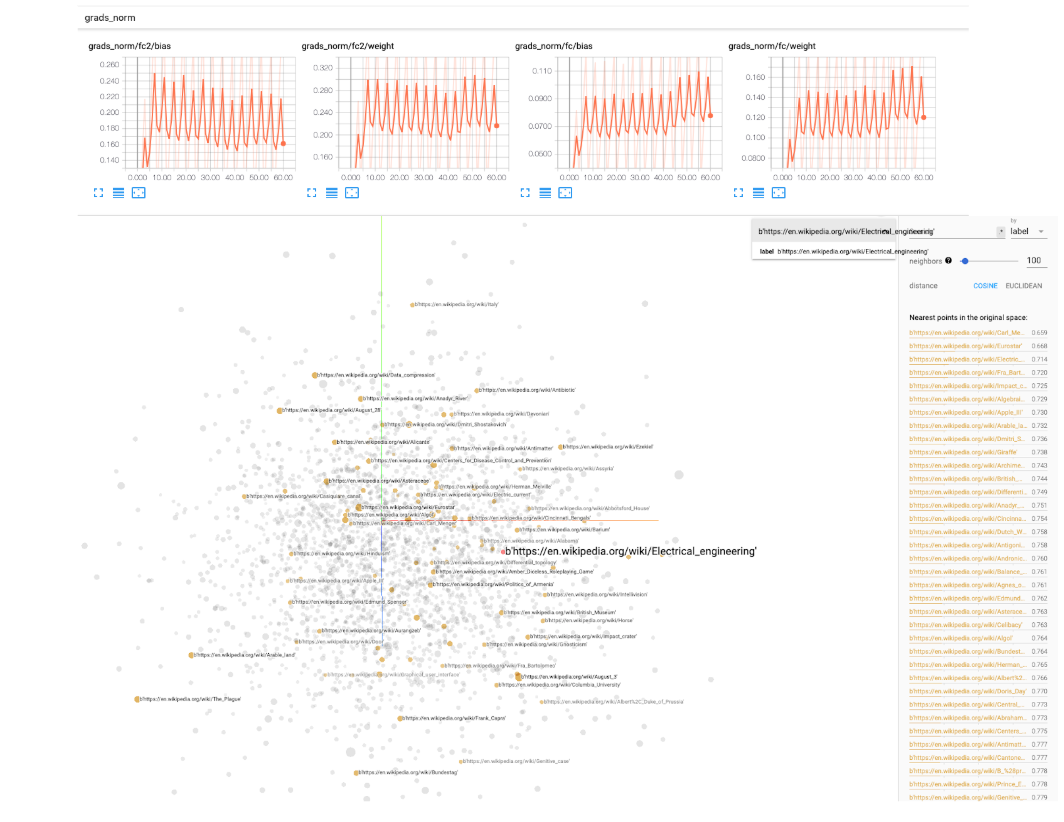 grads_norm
grads_norm/fc2/bias
grads_norm/fc2/weight
grads_norm/fc/bias
grads_norm/fc/weight
0.260
0.240
0.220
0.200
0.180
0.160
0.140
0.000 10.00 20.00 30.00 40.00 50.00 60.00
0.320
0.280
0.240
0.200
0.160
0.000 10.00 20.00 30.00 40.00 50.00 60.00
0.110
0.0900
0.0700
0.0500
0.000 10.00 20.00 30.00 40.00 50.00 60.00
0.160
0.140
0.120
0.100
0.0800
0.000 10.00 20.00 30.00 40.00 50.00 60.00
b'https://en.wikipedia.org/wiki/Electrical_engineering'
label b'https://en.wikipedia.org/wiki/Electrical_engineering'
by
label
neighbors
100
distance
COSINE
EUCLIDEAN
Nearest points in the original space:
b'https://en.wikipedia.org/wiki/Carl_Me... 0.659
b'https://en.wikipedia.org/wiki/Eurostar' 0.668
b'https://en.wikipedia.org/wiki/Electric_... 0.714
b'https://en.wikipedia.org/wiki/Fra_Bart... 0.720
b'https://en.wikipedia.org/wiki/Impact_c... 0.725
b'https://en.wikipedia.org/wiki/Algebrai... 0.729
b'https://en.wikipedia.org/wiki/Apple_II' 0.730
b'https://en.wikipedia.org/wiki/Arable_la... 0.732
b'https://en.wikipedia.org/wiki/Dmitri_S... 0.736
b'https://en.wikipedia.org/wiki/Giraffe' 0.738
b'https://en.wikipedia.org/wiki/Archime... 0.743
b'https://en.wikipedia.org/wiki/British_... 0.744
b'https://en.wikipedia.org/wiki/Differenti... 0.749
b'https://en.wikipedia.org/wiki/Anadyr_... 0.751
b'https://en.wikipedia.org/wiki/Cincinna... 0.754
b'https://en.wikipedia.org/wiki/Dutch_W... 0.758
b'https://en.wikipedia.org/wiki/Antigoni... 0.758
b'https://en.wikipedia.org/wiki/Andronic... 0.760
b'https://en.wikipedia.org/wiki/Balance_... 0.761
b'https://en.wikipedia.org/wiki/Agnes_o... 0.761
b'https://en.wikipedia.org/wiki/Edmund... 0.762
b'https://en.wikipedia.org/wiki/Asterace... 0.763
b'https://en.wikipedia.org/wiki/Celibacy' 0.763
b'https://en.wikipedia.org/wiki/Algol' 0.764
b'https://en.wikipedia.org/wiki/Bundest... 0.764
b'https://en.wikipedia.org/wiki/Herman_... 0.765
b'https://en.wikipedia.org/wiki/Albert%2... 0.766
b'https://en.wikipedia.org/wiki/Doris_Day' 0.770
b'https://en.wikipedia.org/wiki/Central_... 0.773
b'https://en.wikipedia.org/wiki/Abraham... 0.773
b'https://en.wikipedia.org/wiki/Centers_... 0.775
b'https://en.wikipedia.org/wiki/Antimatt... 0.777
b'https://en.wikipedia.org/wiki/Cantone... 0.777
b'https://en.wikipedia.org/wiki/B_%28pr... 0.778
b'https://en.wikipedia.org/wiki/Prince_E... 0.778
b'https://en.wikipedia.org/wiki/Genitive_... 0.779
b'https://en.wikipedia.org/wiki/Italy'
b'https://en.wikipedia.org/wiki/Data_compression'
b'https://en.wikipedia.org/wiki/Antibiotic'
b'https://en.wikipedia.org/wiki/Anadyr_River'
b'https://en.wikipedia.org/wiki/August_28'
b'https://en.wikipedia.org/wiki/Devonian'
b'https://en.wikipedia.org/wiki/Dmitri_Shostakovich'
b'https://en.wikipedia.org/wiki/Alicante'
b'https://en.wikipedia.org/wiki/Antimatter'
b'https://en.wikipedia.org/wiki/Ezekiel'
b'https://en.wikipedia.org/wiki/Centers_for_Disease_Control_and_Prevention'
b'https://en.wikipedia.org/wiki/Assyria'
b'https://en.wikipedia.org/wiki/Asteraceae'
b'https://en.wikipedia.org/wiki/Herman_Melville'
b'https://en.wikipedia.org/wiki/Electric_current'
b'https://en.wikipedia.org/wiki/Eurostar'
b'https://en.wikipedia.org/wiki/Abbotsford_House'
b'https://en.wikipedia.org/wiki/Algol'
b'https://en.wikipedia.org/wiki/Cincinnati_Bengals'
b'https://en.wikipedia.org/wiki/Carl_Menger'
b'https://en.wikipedia.org/wiki/Barium'
b'https://en.wikipedia.org/wiki/Alabama'
b'https://en.wikipedia.org/wiki/Electrical_engineering'
b'https://en.wikipedia.org/wiki/Hinduism'
b'https://en.wikipedia.org/wiki/Differential_topology'
b'https://en.wikipedia.org/wiki/Amber_Diceless_Roleplaying_Game'
b'https://en.wikipedia.org/wiki/Apple_II'
b'https://en.wikipedia.org/wiki/Politics_of_Armenia'
b'https://en.wikipedia.org/wiki/Intellivision'
b'https://en.wikipedia.org/wiki/Edmund_Spenser'
b'https://en.wikipedia.org/wiki/British_Museum'
b'https://en.wikipedia.org/wiki/Horse'
b'https://en.wikipedia.org/wiki/Aurangzeb'
b'https://en.wikipedia.org/wiki/Impact_crater'
b'https://en.wikipedia.org/wiki/Gnosticism'
b'https://en.wikipedia.org/wiki/Arable_land'
b'https://en.wikipedia.org/wiki/Fra_Bartolomeo'
b'https://en.wikipedia.org/wiki/Graphical_user_interface'
b'https://en.wikipedia.org/wiki/August_3'
b'https://en.wikipedia.org/wiki/Columbia_University'
b'https://en.wikipedia.org/wiki/The_Plague'
b'https://en.wikipedia.org/wiki/Albert%2C_Duke_of_Prussia'
b'https://en.wikipedia.org/wiki/Frank_Capra'
b'https://en.wikipedia.org/wiki/Genitive_case'
b'https://en.wikipedia.org/wiki/Bundestag'